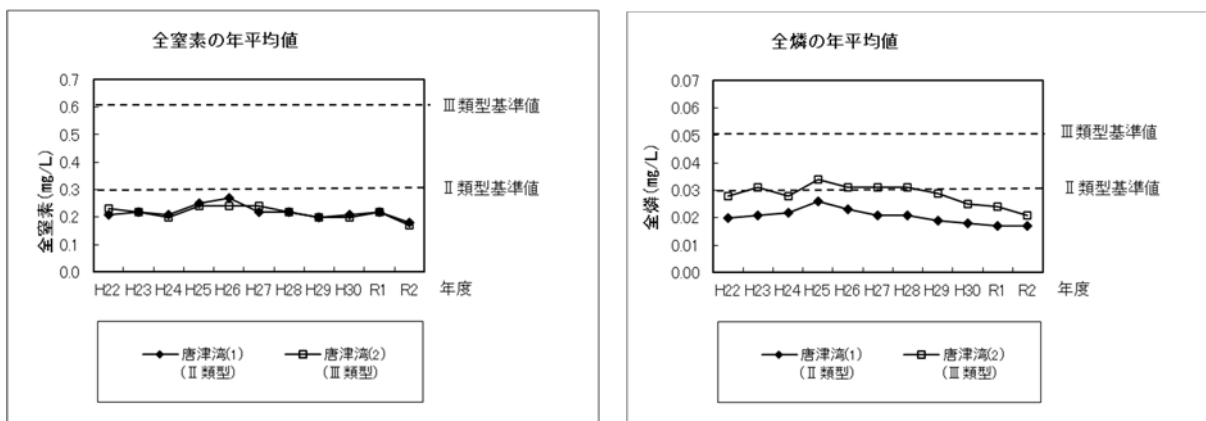 全窒素の年平均値
全窒素(㎎/L)
0.7
0.6
0.5
0.4
0.3
0.2
0.1
0.0
Ⅲ類型基準値
Ⅱ類型基準値
H22 H23 H24 H25 H26 H27 H28 H29 H30 R1 R2 年度
唐津湾(1) 唐津湾(2)
(Ⅱ類型) (Ⅲ類型)
全燐の年平均値
全燐(㎎/L)
0.07
0.06
0.05
0.04
0.03
0.02
0.01
0.00
Ⅲ類型基準値
Ⅱ類型基準値
H22 H23 H24 H25 H26 H27 H28 H29 H30 R1 R2 年度
唐津湾(1) 唐津湾(2)
(Ⅱ類型) (Ⅲ類型)